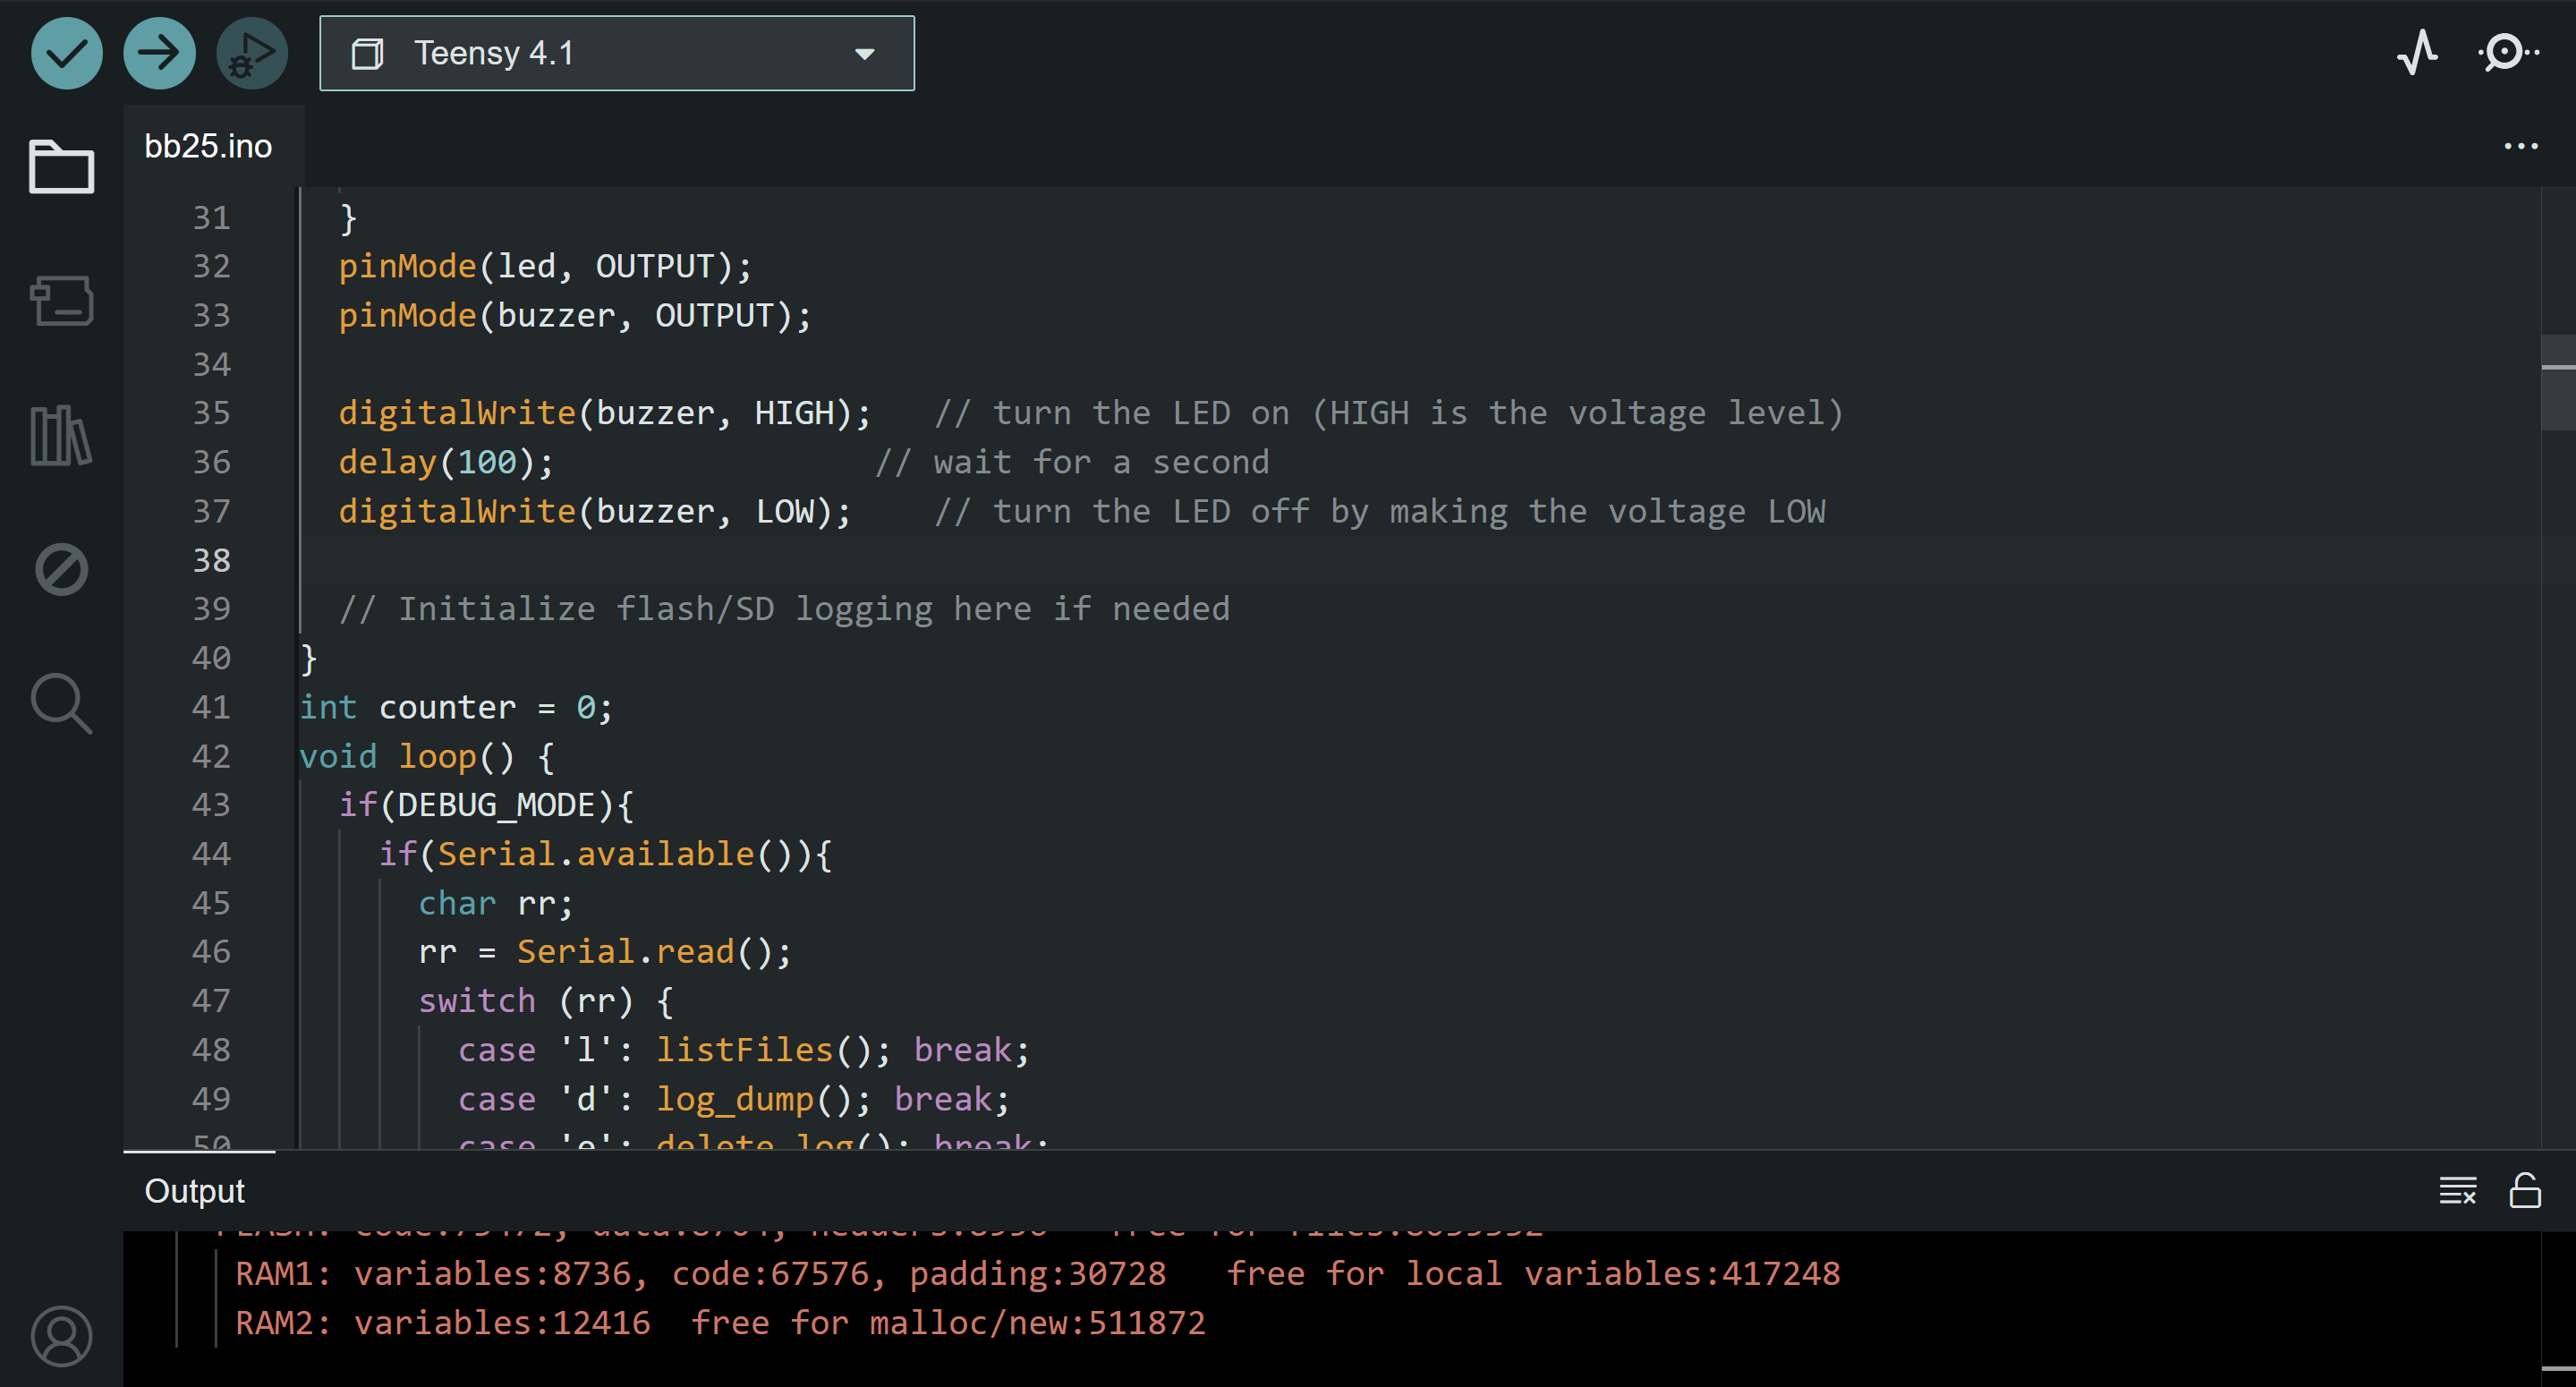 Teensy 4.1
bb25.ino
31 }
32 pinMode(led, OUTPUT);
33 pinMode(buzzer, OUTPUT);
34
35 digitalWrite(buzzer, HIGH); // turn the LED on (HIGH is the voltage level)
36 delay(100); // wait for a second
37 digitalWrite(buzzer, LOW); // turn the LED off by making the voltage LOW
38
39 // Initialize flash/SD logging here if needed
40 }
41 int counter = 0;
42 void loop() {
43 if(DEBUG_MODE){
44 if(Serial.available()){
45 char rr;
46 rr = Serial.read();
47 switch (rr) {
48 case 'l': listFiles(); break;
49 case 'd': log_dump(); break;
50 case 'e': delete_log(); break;
Output
RAM1: variables:8736, code:67576, padding:30728 free for local variables:417248
RAM2: variables:12416 free for malloc/new:511872